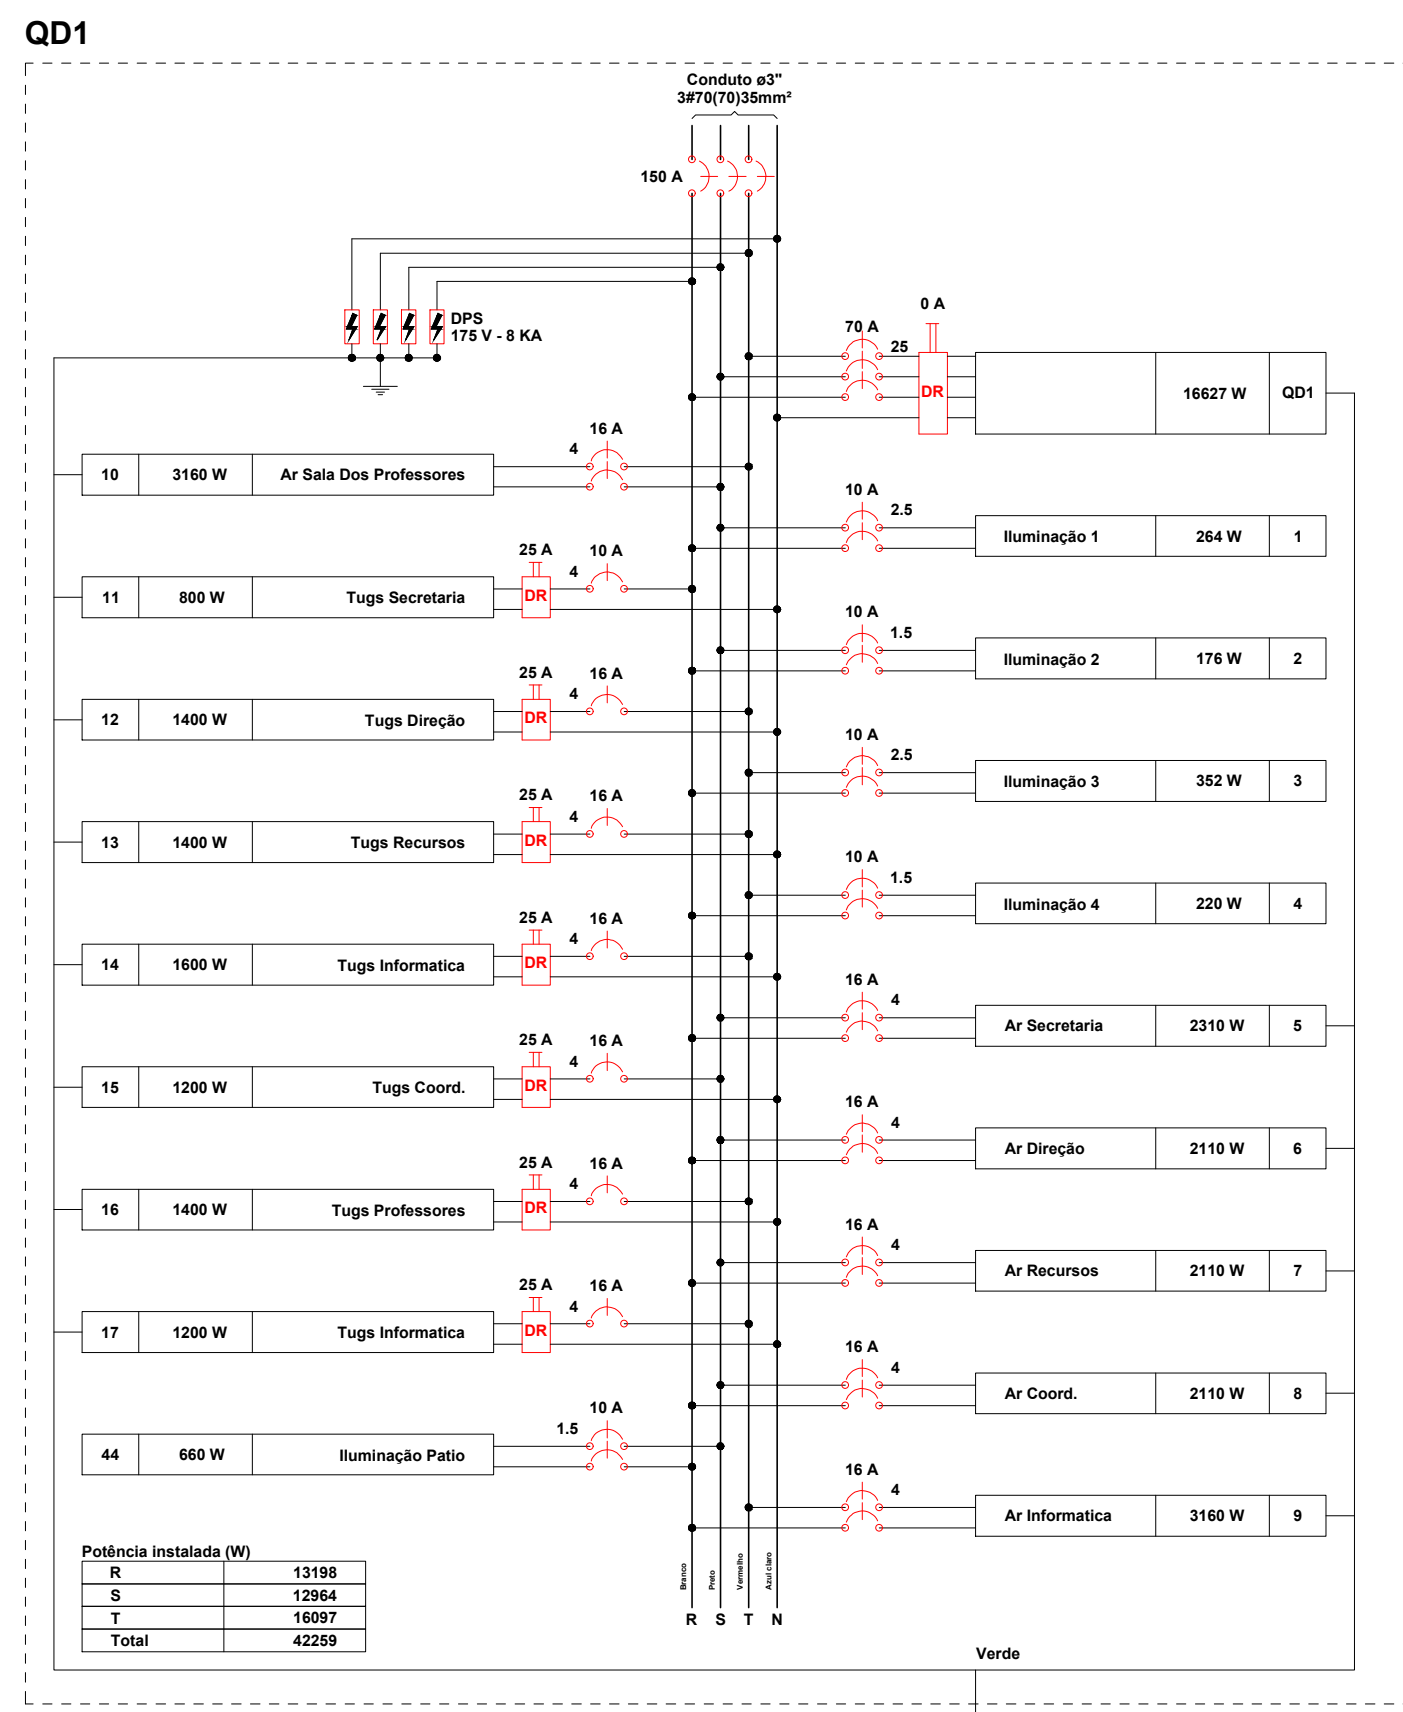 QD1
Conduto ø3"
3#70(70)35mm²
150 A
DPS
175 V - 8 KA
0 A
70 A
25
DR
16627 W QD1
16 A
4
10 3160 W Ar Sala Dos Professores
10 A
2.5
Iluminação 1 264 W 1
25 A 10 A
4
DR
11 800 W Tugs Secretaria
10 A
1.5
Iluminação 2 176 W 2
25 A 16 A
4
DR
12 1400 W Tugs Direção
10 A
2.5
Iluminação 3 352 W 3
25 A 16 A
4
DR
13 1400 W Tugs Recursos
10 A
1.5
Iluminação 4 220 W 4
25 A 16 A
4
DR
14 1600 W Tugs Informatica
16 A
4
Ar Secretaria 2310 W 5
25 A 16 A
4
DR
15 1200 W Tugs Coord.
16 A
4
Ar Direção 2110 W 6
25 A 16 A
4
DR
16 1400 W Tugs Professores
16 A
4
Ar Recursos 2110 W 7
25 A 16 A
4
DR
17 1200 W Tugs Informatica
16 A
4
Ar Coord. 2110 W 8
10 A
1.5
44 660 W Iluminação Patio
16 A
4
Ar Informatica 3160 W 9
Potência instalada (W)
R 13198
S 12964
T 16097
Total 42259
Branco
Preto
Vermelho
Azul claro
R S T N
Verde